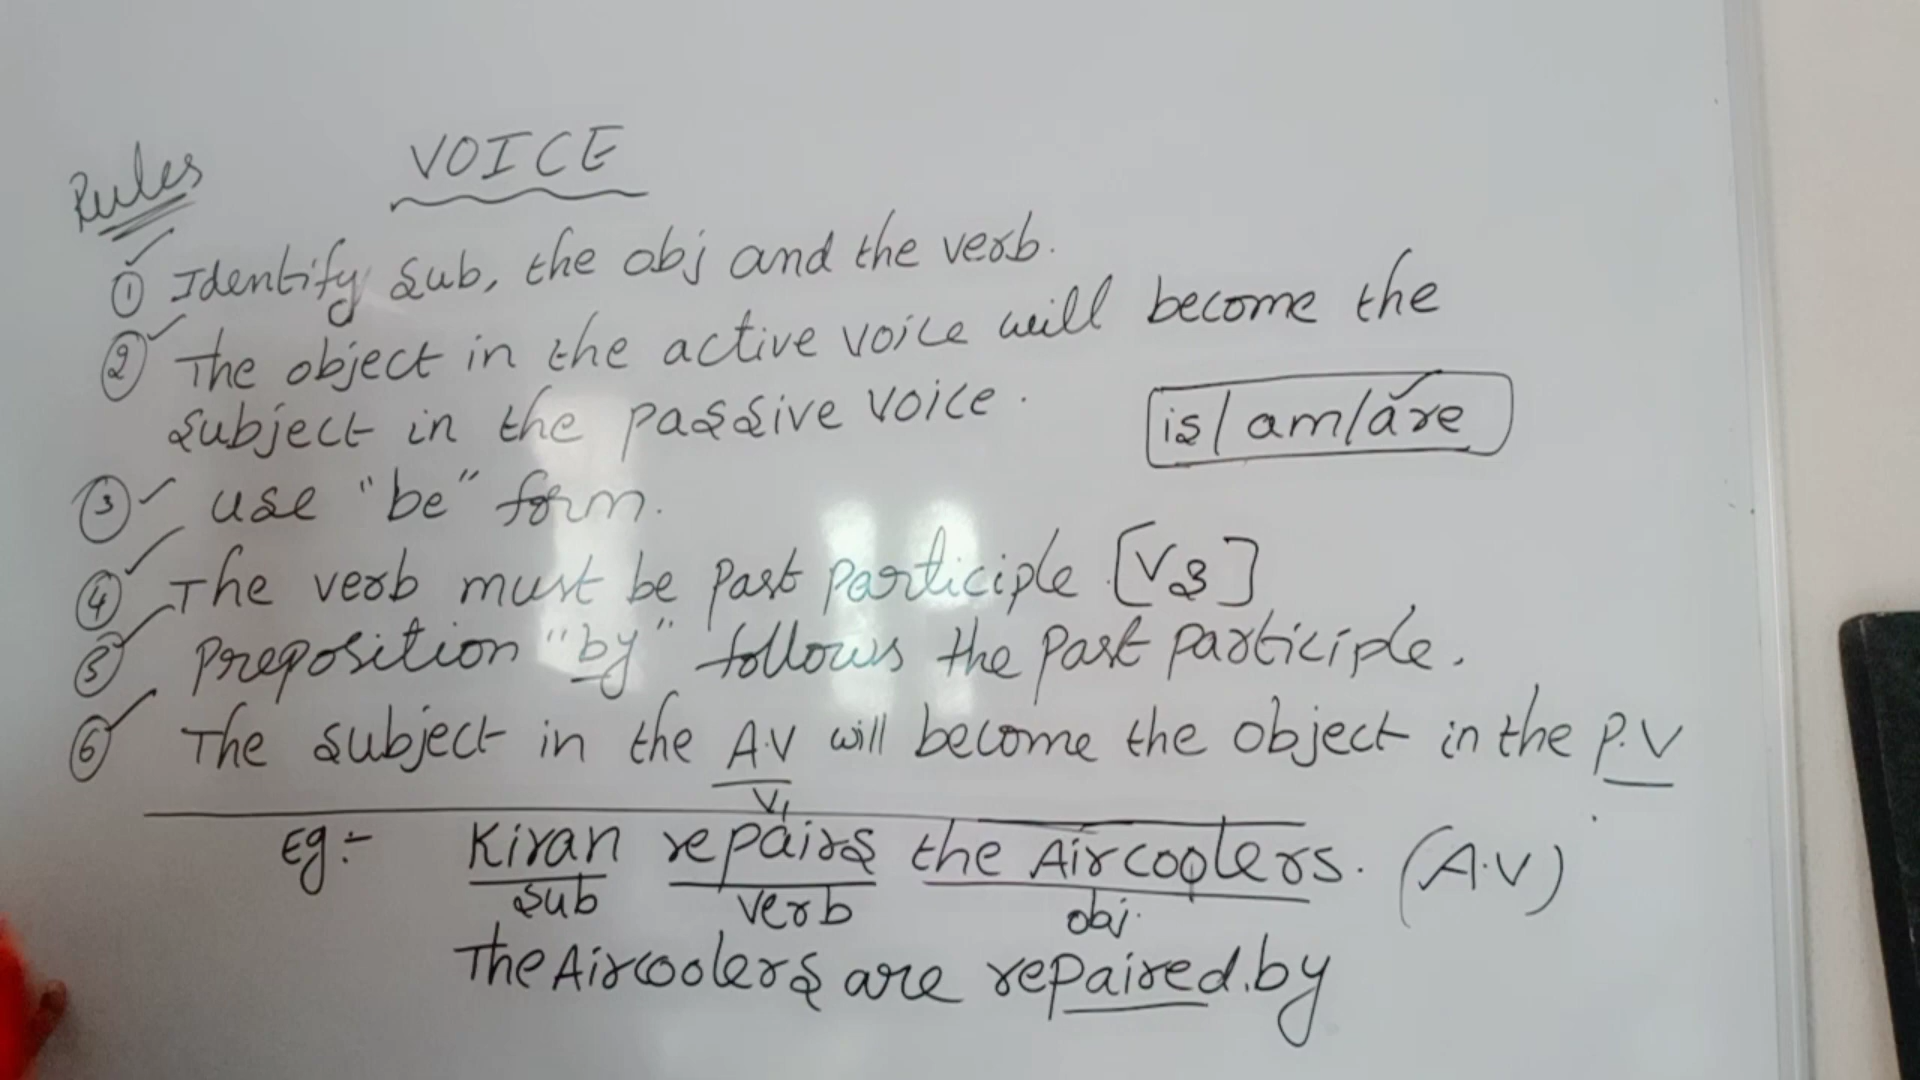 Rules
VOICE
① Identify sub, the obj and the verb.
② The object in the active voice will become the
subject in the passive voice.
is/am/are
③ use "be" form.
④ The verb must be past participle [V3]
⑤ preposition "by" follows the past participle.
⑥ The subject in the A.V will become the object in the P.V
V1
Eg:- Kiran repairs the Aircoolers. (A.V)
sub verb obj.
The Aircoolers are repaired.by